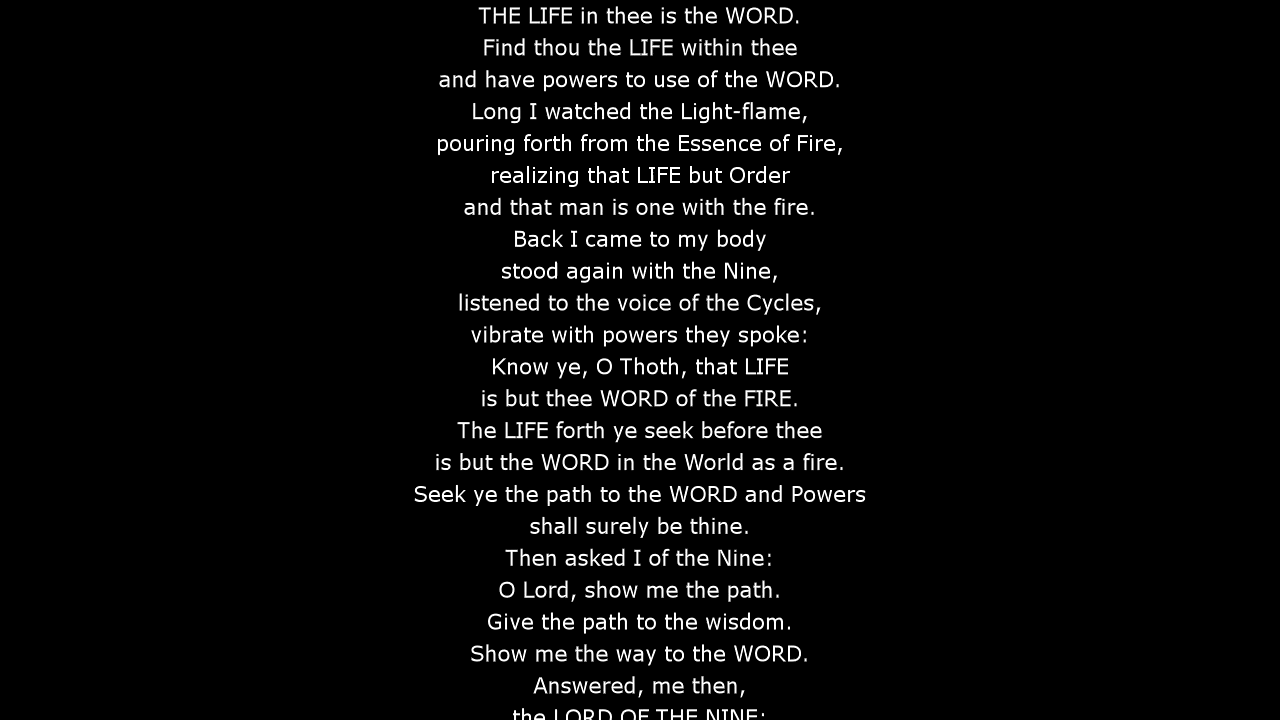 THE LIFE in thee is the WORD.
Find thou the LIFE within thee
and have powers to use of the WORD.
Long I watched the Light-flame,
pouring forth from the Essence of Fire,
realizing that LIFE but Order
and that man is one with the fire.
Back I came to my body
stood again with the Nine,
listened to the voice of the Cycles,
vibrate with powers they spoke:
Know ye, O Thoth, that LIFE
is but thee WORD of the FIRE.
The LIFE forth ye seek before thee
is but the WORD in the World as a fire.
Seek ye the path to the WORD and Powers
shall surely be thine.
Then asked I of the Nine:
O Lord, show me the path.
Give the path to the wisdom.
Show me the way to the WORD.
Answered, me then,
the LORD OF THE NINE: